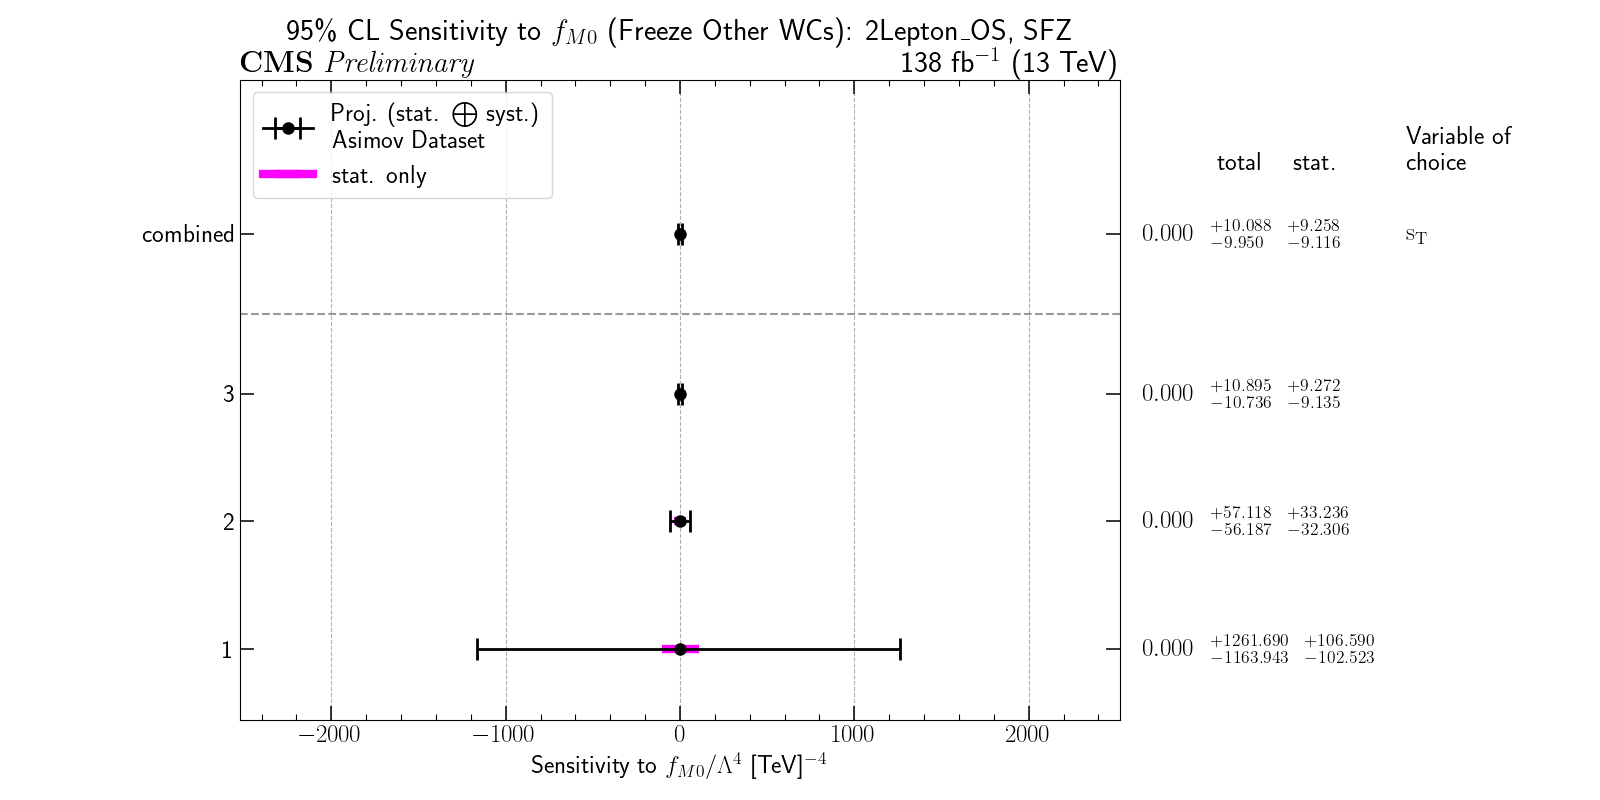 95% CL Sensitivity to f_{M0} (Freeze Other WCs): 2Lepton_OS, SFZ
CMS Preliminary 138 fb^{-1} (13 TeV)
Proj. (stat. ⨁ syst.)
Asimov Dataset
stat. only
Variable of
choice
total stat.
combined 0.000 +10.088 +9.258
−9.950 −9.116
s_T
3 0.000 +10.895 +9.272
−10.736 −9.135
2 0.000 +57.118 +33.236
−56.187 −32.306
1 0.000 +1261.690 +106.590
−1163.943 −102.523
−2000 −1000 0 1000 2000
Sensitivity to f_{M0}/Λ^4 [TeV]^{−4}